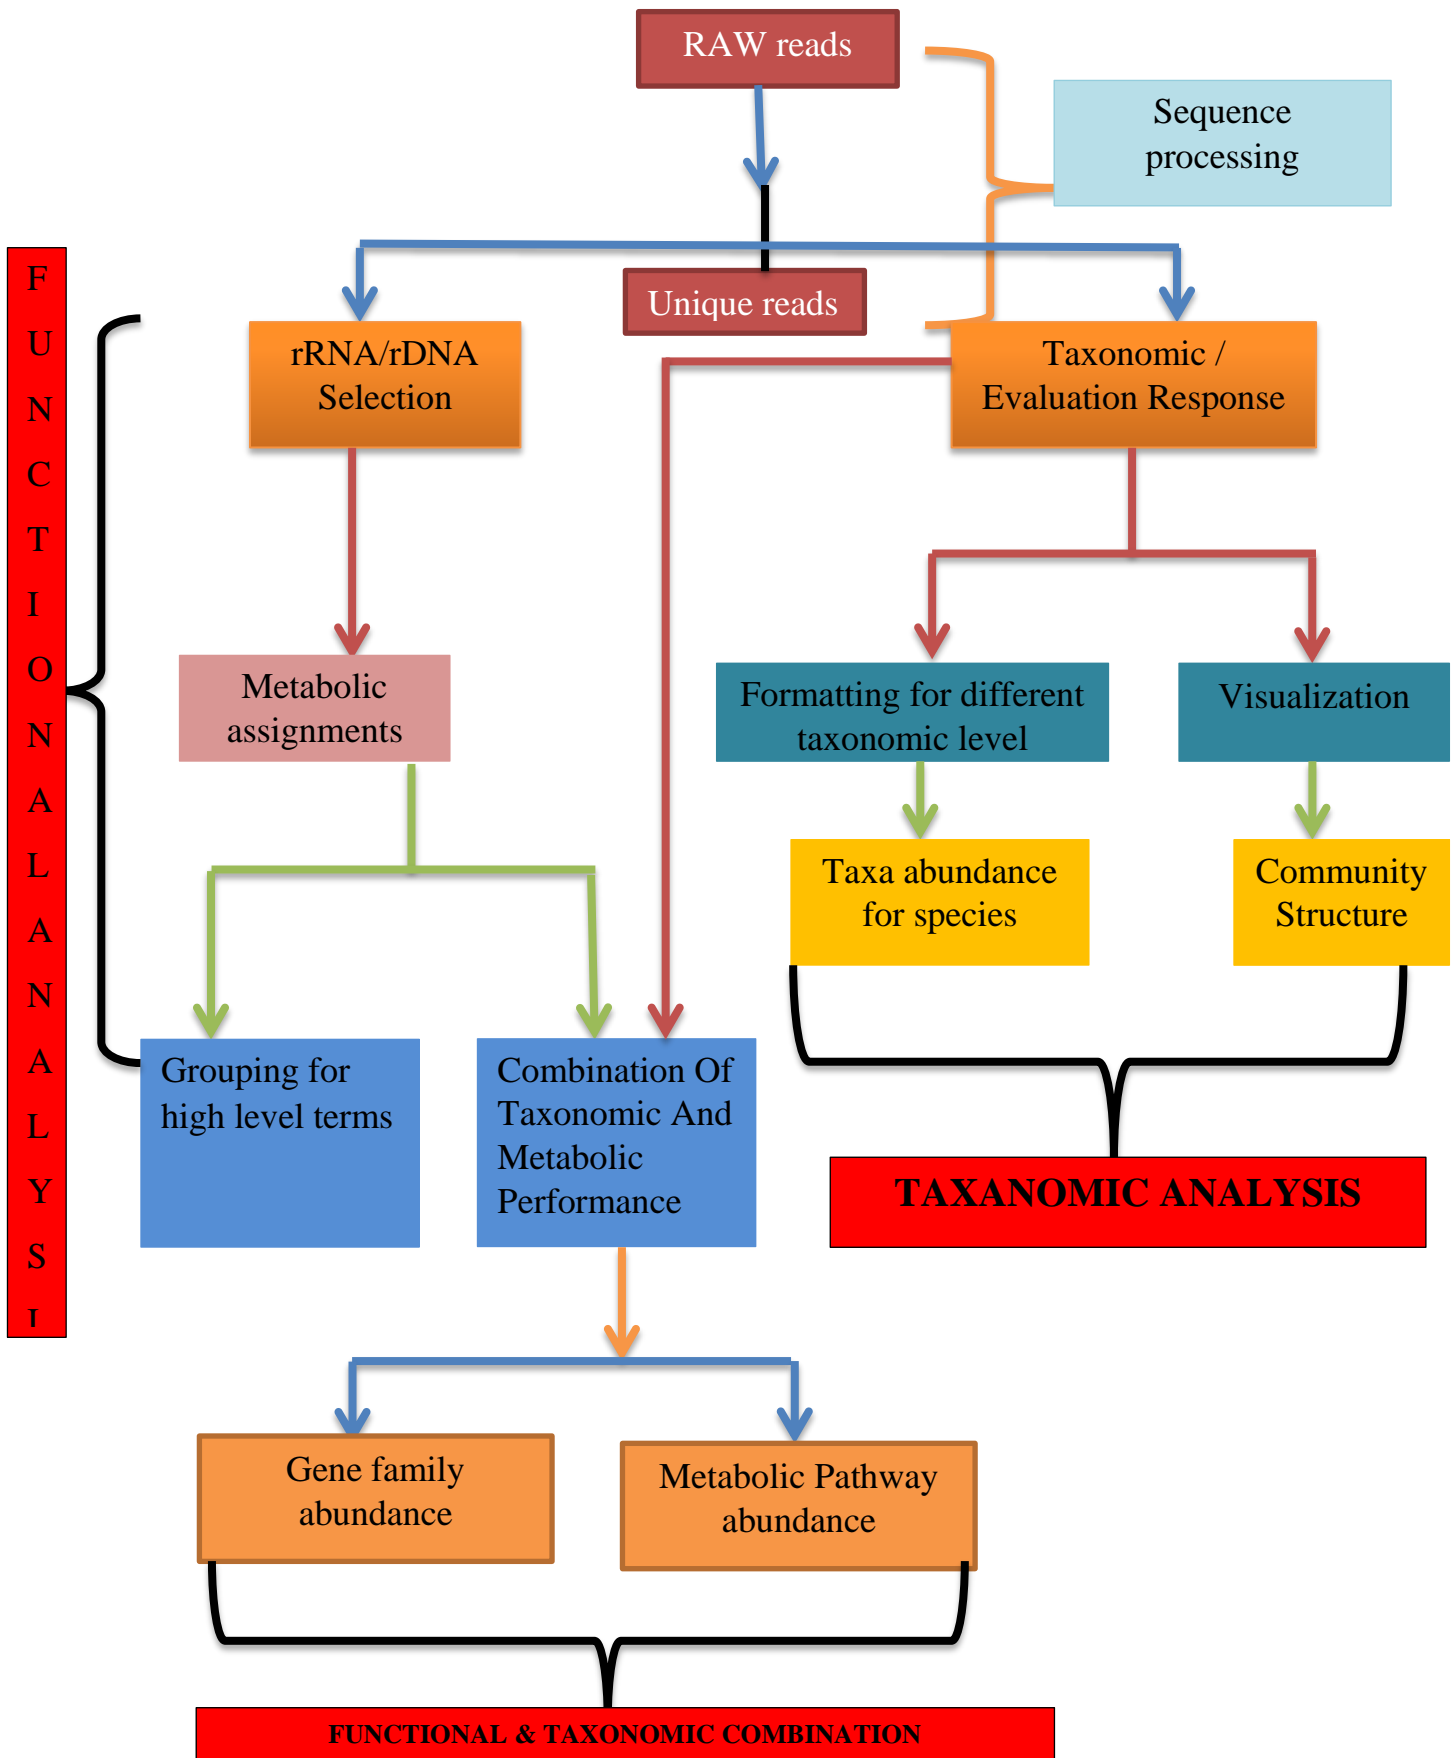 RAW reads
Sequence
processing
Unique reads
F
U
N
C
T
I
O
N
A
L
A
N
A
L
Y
S
I
rRNA/rDNA
Selection
Taxonomic /
Evaluation Response
Metabolic
assignments
Formatting for different
taxonomic level
Visualization
Taxa abundance
for species
Community
Structure
Grouping for
high level terms
Combination Of
Taxonomic And
Metabolic
Performance
TAXANOMIC ANALYSIS
Gene family
abundance
Metabolic Pathway
abundance
FUNCTIONAL & TAXONOMIC COMBINATION